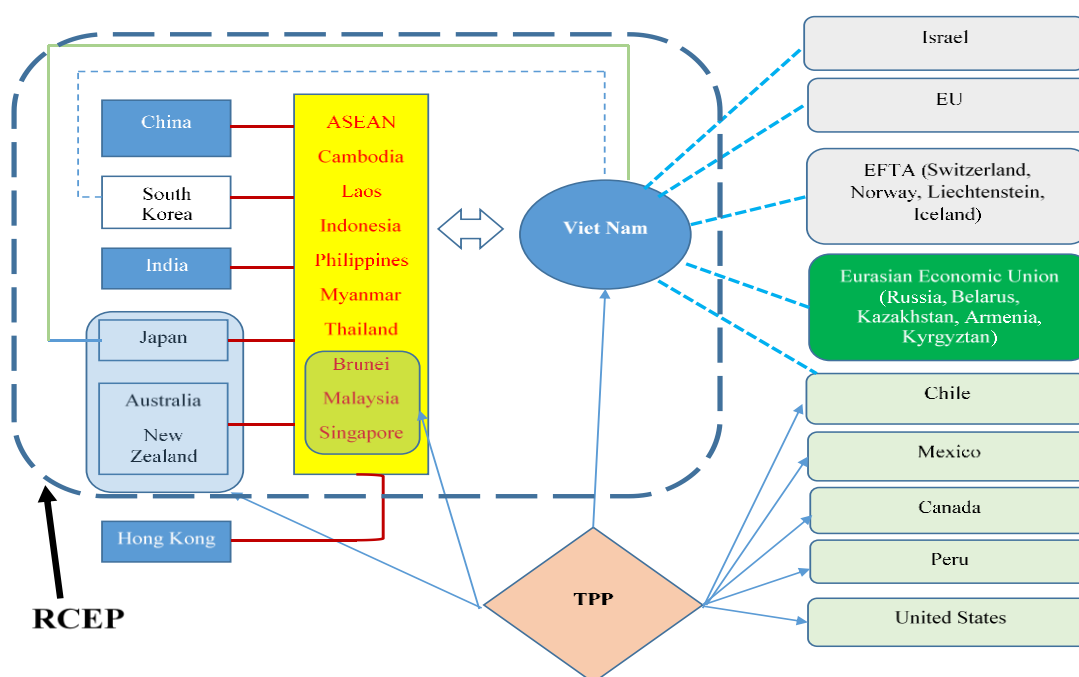 China
South
Korea
India
Japan
Australia
New
Zealand
Hong Kong
RCEP
ASEAN
Cambodia
Laos
Indonesia
Philippines
Myanmar
Thailand
Brunei
Malaysia
Singapore
Viet Nam
TPP
Israel
EU
EFTA (Switzerland,
Norway, Liechtenstein,
Iceland)
Eurasian Economic Union
(Russia, Belarus,
Kazakhstan, Armenia,
Kyrgyztan)
Chile
Mexico
Canada
Peru
United States